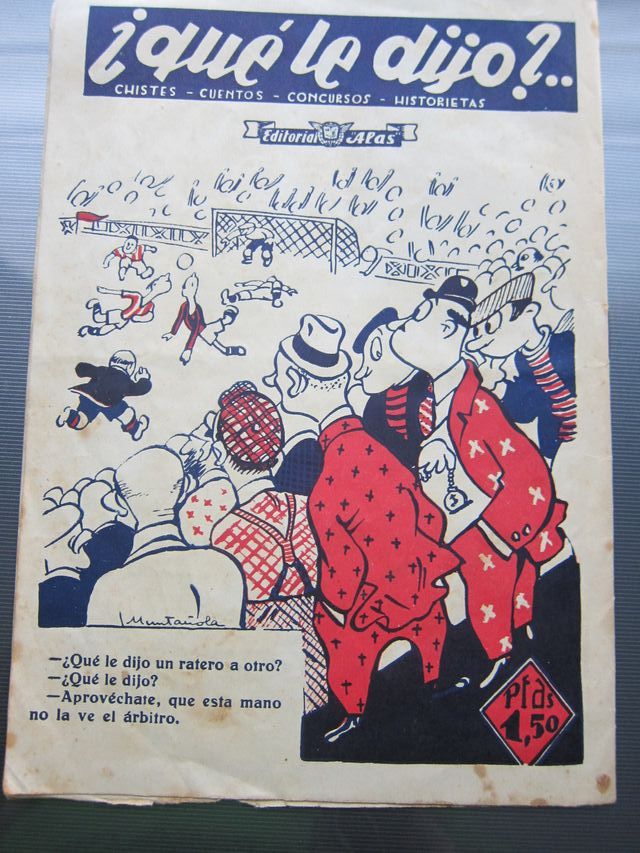 ¿qué le dijo?..
CHISTES - CUENTOS - CONCURSOS - HISTORIETAS
Editorial "Alas"
Muntañola
—¿Qué le dijo un ratero a otro?
—¿Qué le dijo?
—Aprovéchate, que esta mano
no la ve el árbitro.
Ptas
1,50